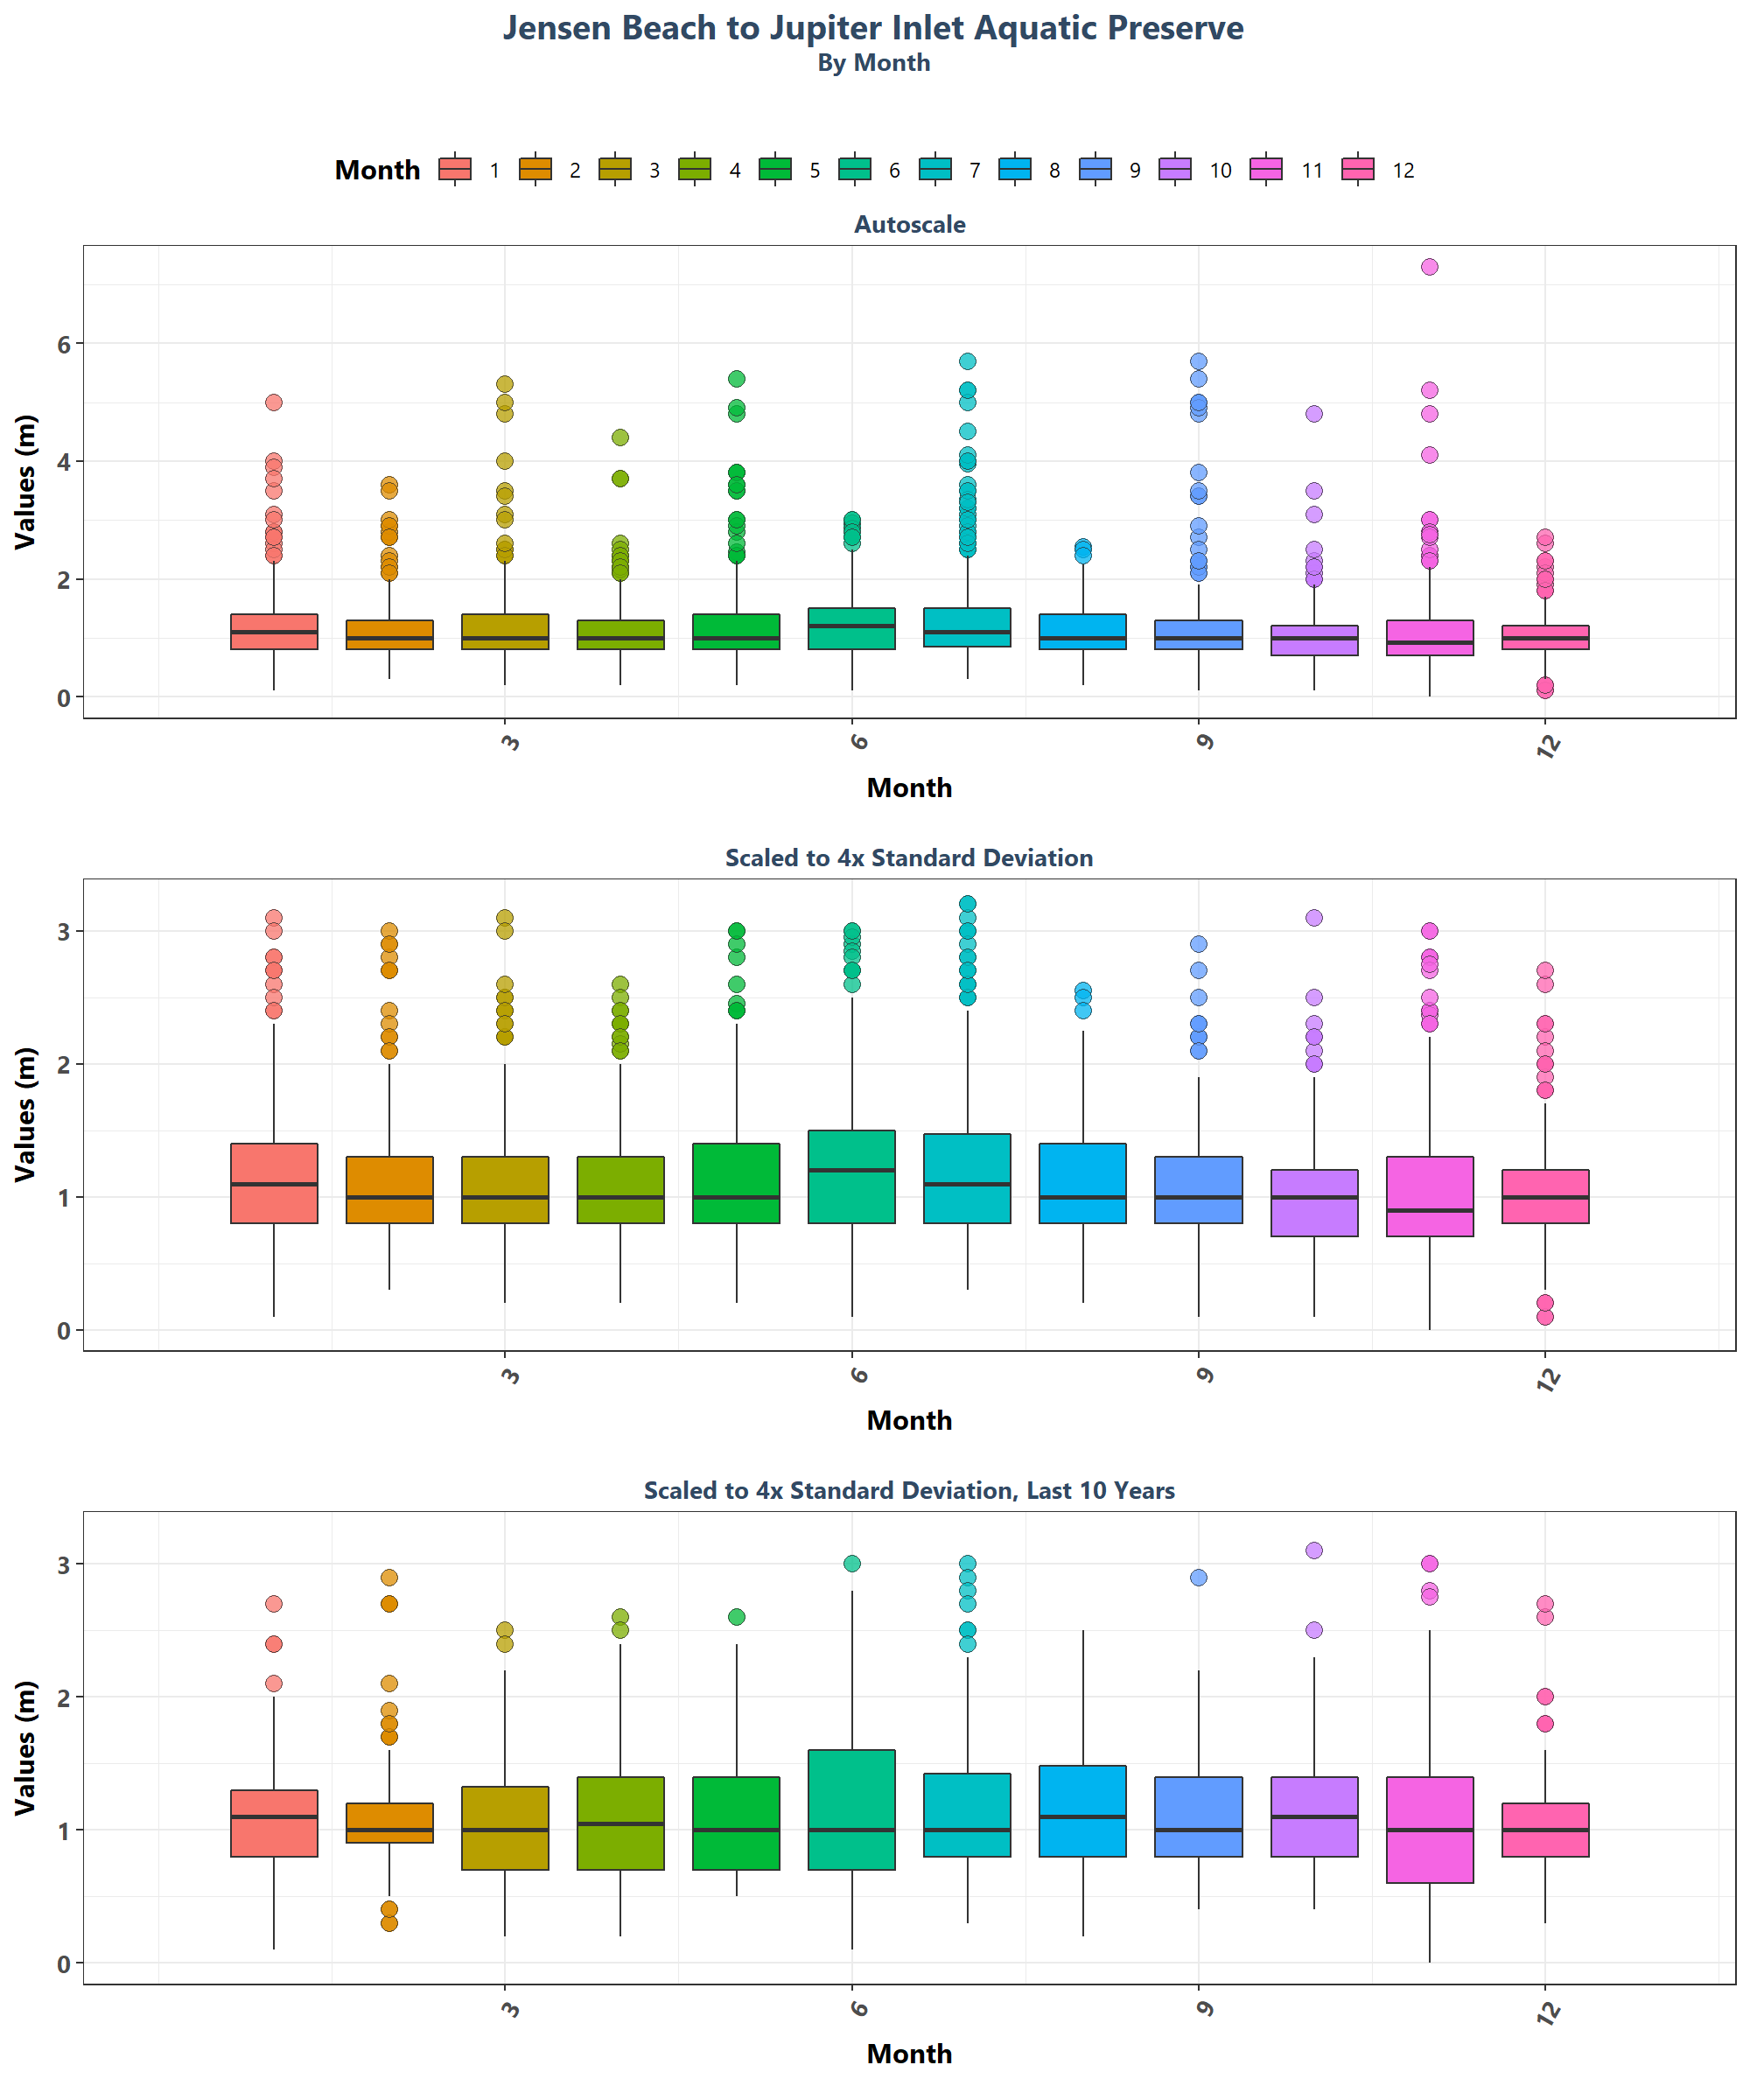 Jensen Beach to Jupiter Inlet Aquatic Preserve
By Month
Month 1 2 3 4 5 6 7 8 9 10 11 12
Autoscale
Values (m)
6
4
2
0
3 6 9 12
Month
Scaled to 4x Standard Deviation
Values (m)
3
2
1
0
3 6 9 12
Month
Scaled to 4x Standard Deviation, Last 10 Years
Values (m)
3
2
1
0
3 6 9 12
Month